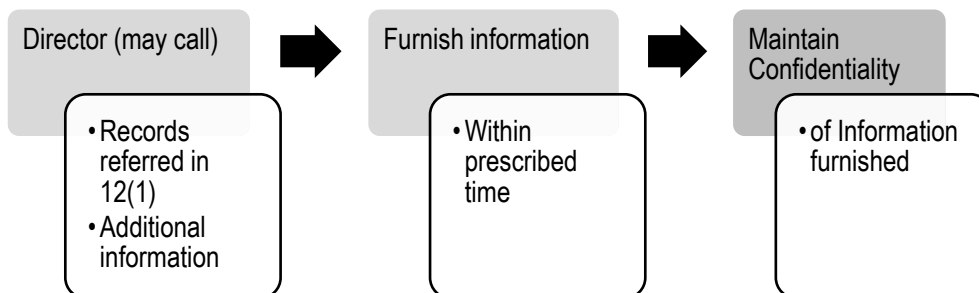 Director (may call)
• Records
referred in
12(1)
• Additional
information
Furnish information
• Within
prescribed
time
Maintain
Confidentiality
• of Information
furnished